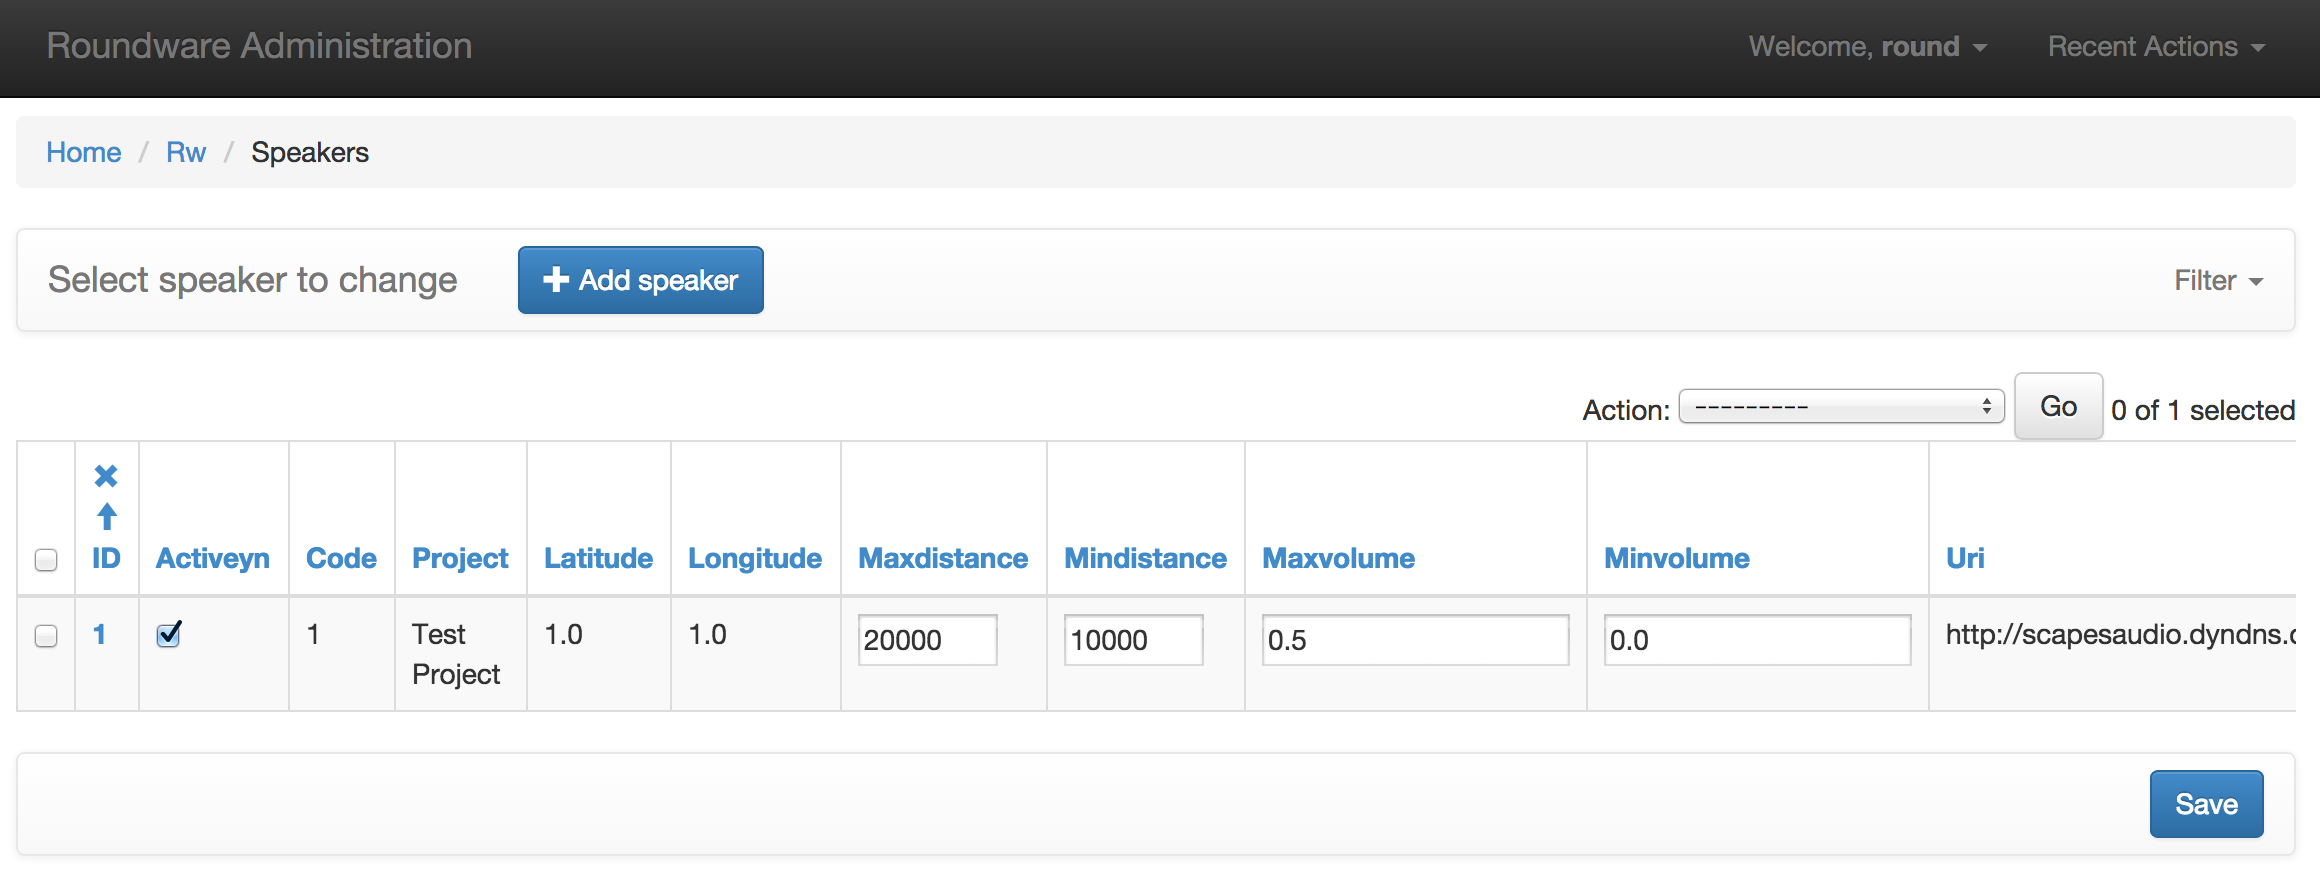 Roundware Administration
Welcome, round
Recent Actions
Home / Rw / Speakers
Select speaker to change
Add speaker
Filter
Action: ---------
Go
0 of 1 selected
ID
Activeyn
Code
Project
Latitude
Longitude
Maxdistance
Mindistance
Maxvolume
Minvolume
Uri
1
1
Test
Project
1.0
1.0
20000
10000
0.5
0.0
http://scapesaudio.dyndns.
Save